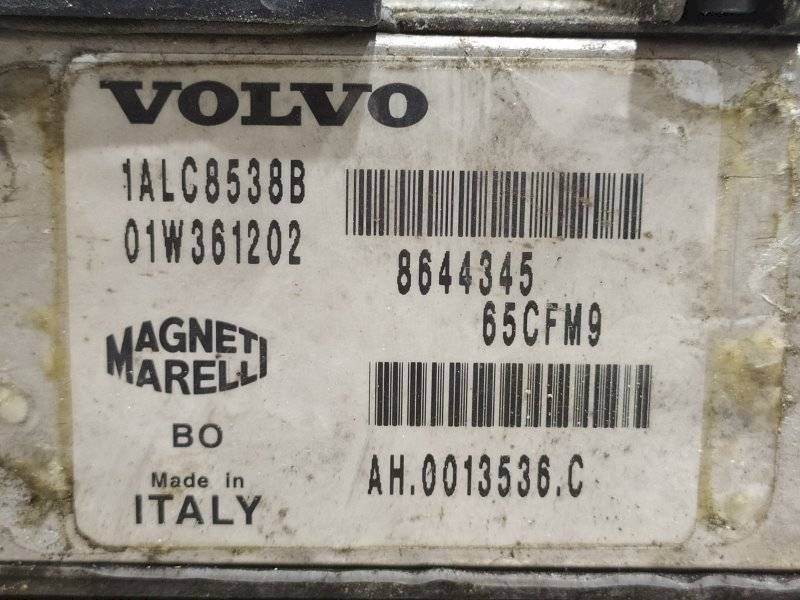 VOLVO
1ALC8538B
01W361202
8644345
65CFM9
MAGNETI
MARELLI
BO
AH.0013536.C
Made in
ITALY